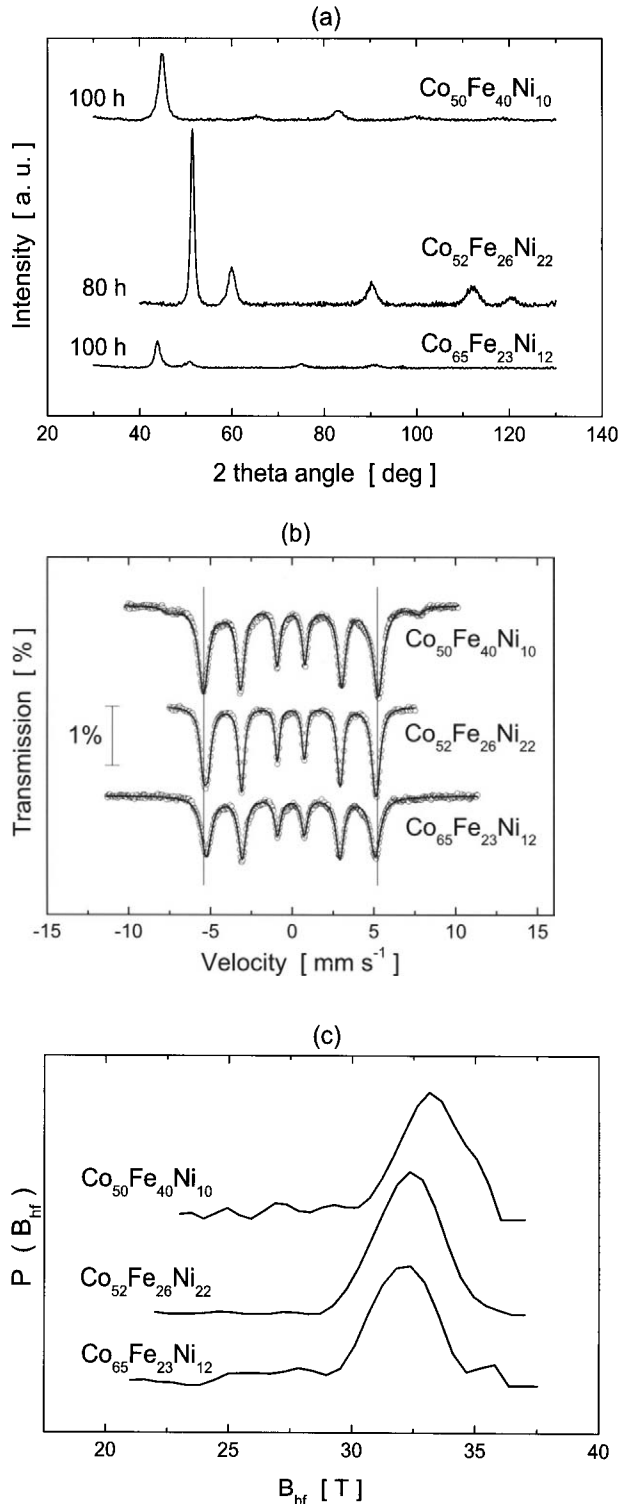 (a)
100 h
Co50Fe40Ni10
80 h
Co52Fe26Ni22
100 h
Co65Fe23Ni12
Intensity [ a. u. ]
20 40 60 80 100 120 140
2 theta angle [ deg ]
(b)
Co50Fe40Ni10
1%
Co52Fe26Ni22
Co65Fe23Ni12
Transmission [ % ]
-15 -10 -5 0 5 10 15
Velocity [ mm s-1 ]
(c)
Co50Fe40Ni10
Co52Fe26Ni22
Co65Fe23Ni12
P ( Bhf )
20 25 30 35 40
Bhf [ T ]